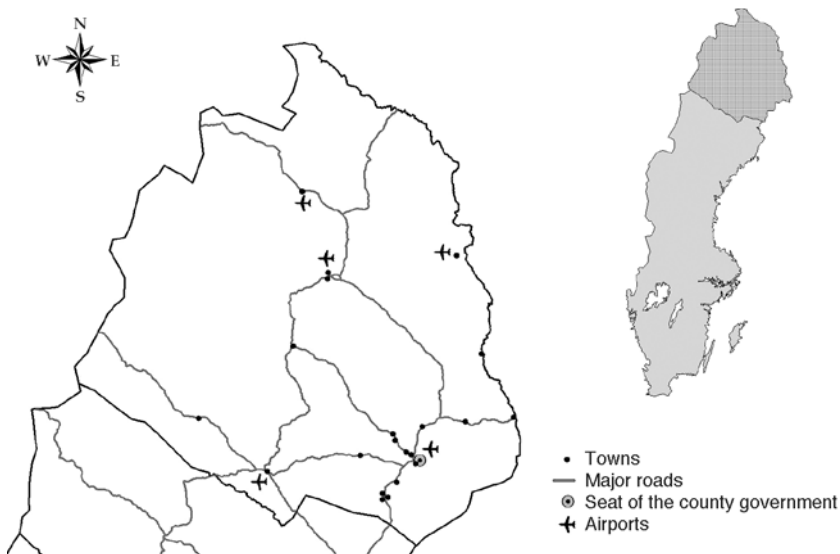 N
W E
S
Towns
Major roads
Seat of the county government
Airports